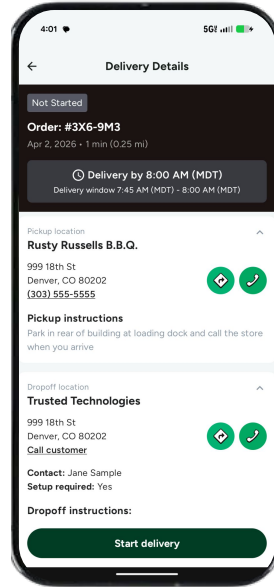 4:01
5G
Delivery Details
Not Started
Order: #3X6-9M3
Apr 2, 2026 • 1 min (0.25 mi)
Delivery by 8:00 AM (MDT)
Delivery window 7:45 AM (MDT) - 8:00 AM (MDT)
Pickup location
Rusty Russells B.B.Q.
999 18th St
Denver, CO 80202
(303) 555-5555
Pickup instructions
Park in rear of building at loading dock and call the store
when you arrive
Dropoff location
Trusted Technologies
999 18th St
Denver, CO 80202
Call customer
Contact: Jane Sample
Setup required: Yes
Dropoff instructions:
Start delivery